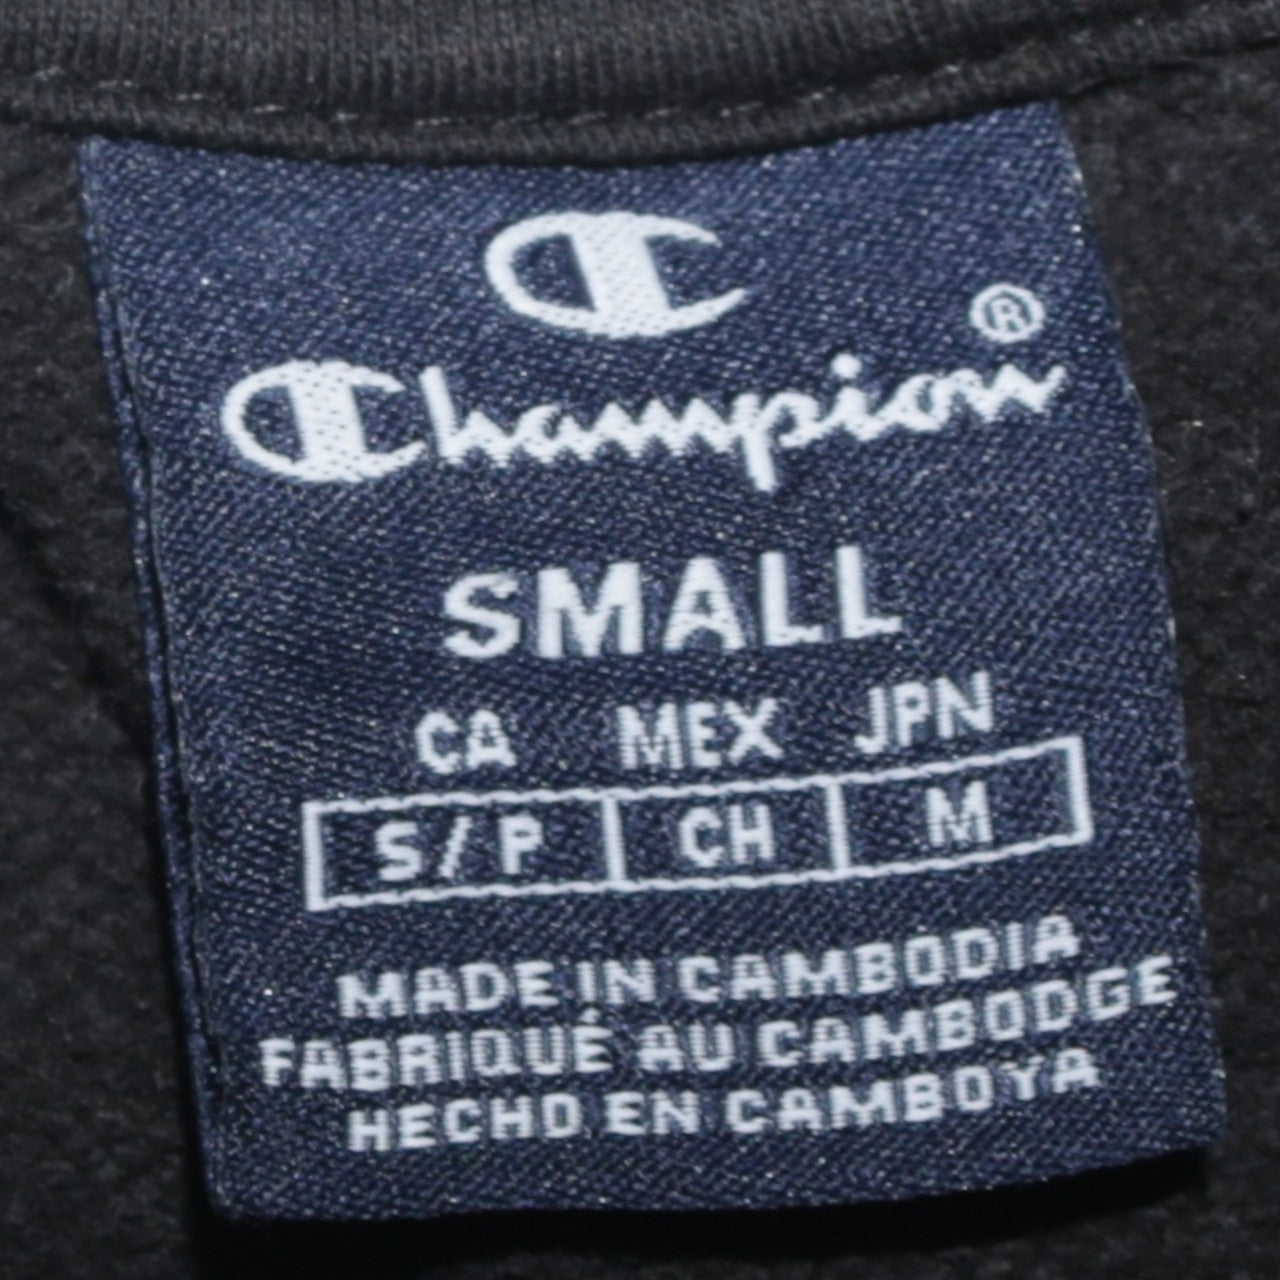 C
Champion®
SMALL
CA MEX JPN
S/P CH M
MADE IN CAMBODIA
FABRIQUÉ AU CAMBODGE
HECHO EN CAMBOYA